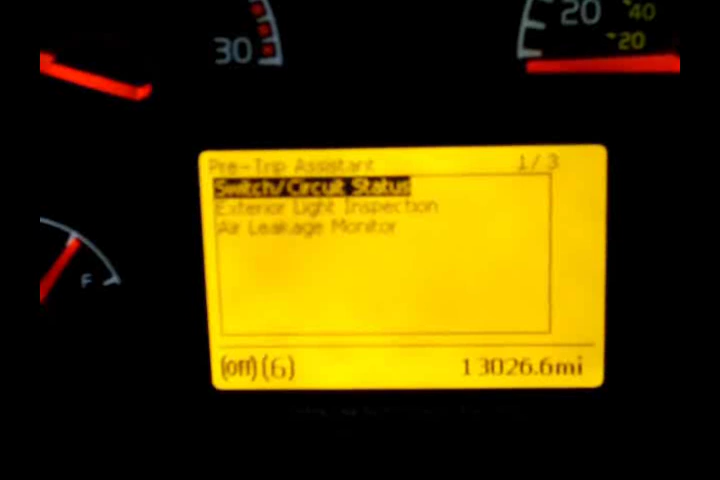 30
20
40
20
Pre-Trip Assistant 1/3
Switch/Circuit Status
Exterior Light Inspection
Air Leakage Monitor
F
(Off) (6) 13026.6mi